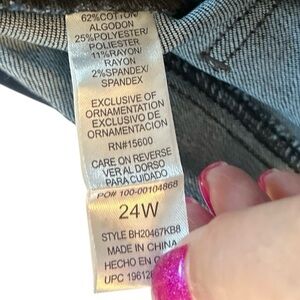 62%COTTON/
ALGODON
25%POLYESTER/
POLIESTER
11%RAYON/
RAYON
2%SPANDEX/
SPANDEX
EXCLUSIVE OF
ORNAMENTATION
EXCLUSIVO DE
ORNAMENTACION
RN#15600
CARE ON REVERSE
VER AL DORSO
PARA CUIDADO
PO# 100-00104868
24W
STYLE BH20467KB8
MADE IN CHINA
HECHO EN
UPC 19612